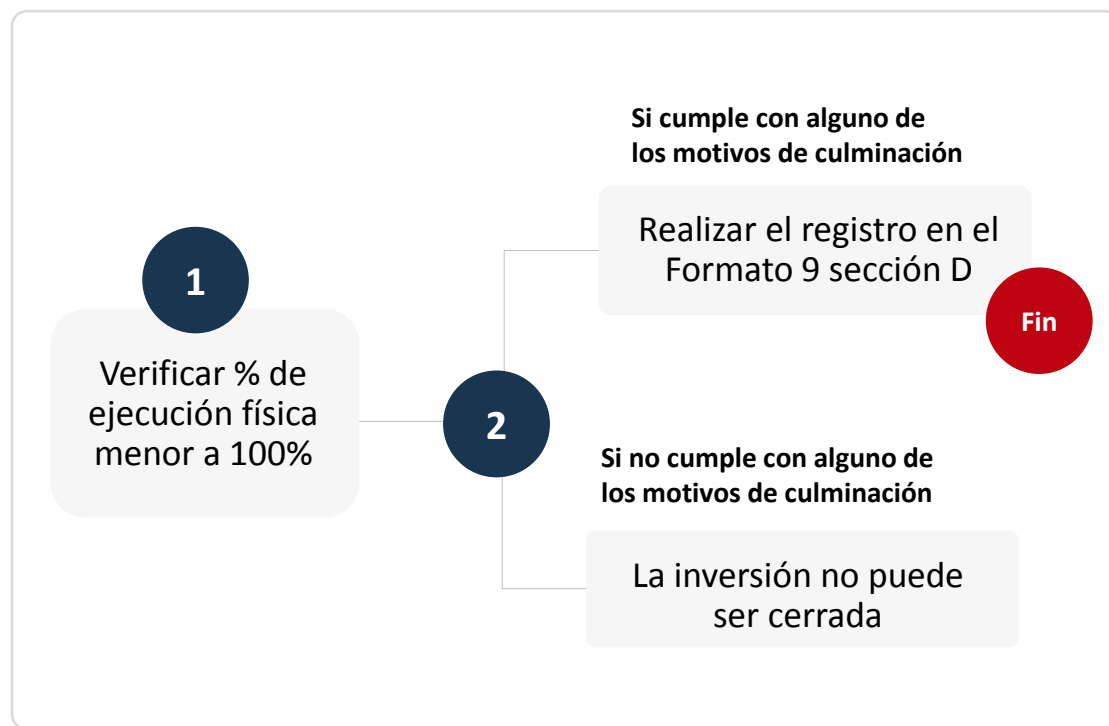 1
Verificar % de
ejecución física
menor a 100%
2
Si cumple con alguno de
los motivos de culminación
Realizar el registro en el
Formato 9 sección D
Fin
Si no cumple con alguno de
los motivos de culminación
La inversión no puede
ser cerrada